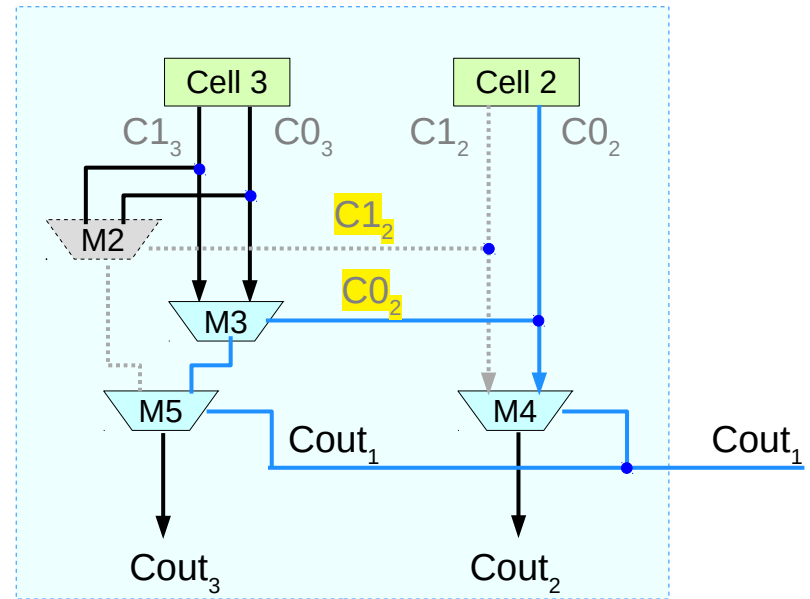 Cell 3
Cell 2
C1₃
C0₃
C1₂
C0₂
C1₂
M2
C0₂
M3
M5
M4
Cout₁
Cout₁
Cout₃
Cout₂